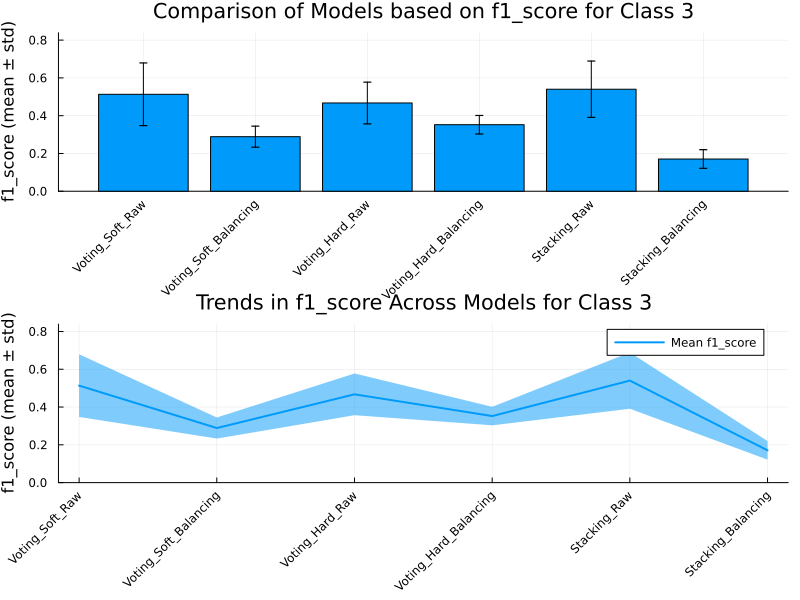 Comparison of Models based on f1_score for Class 3
f1_score (mean ± std)
0.8
0.6
0.4
0.2
0.0
Voting_Soft_Raw
Voting_Soft_Balancing
Voting_Hard_Raw
Voting_Hard_Balancing
Stacking_Raw
Stacking_Balancing
Trends in f1_score Across Models for Class 3
f1_score (mean ± std)
0.8
0.6
0.4
0.2
0.0
Mean f1_score
Voting_Soft_Raw
Voting_Soft_Balancing
Voting_Hard_Raw
Voting_Hard_Balancing
Stacking_Raw
Stacking_Balancing